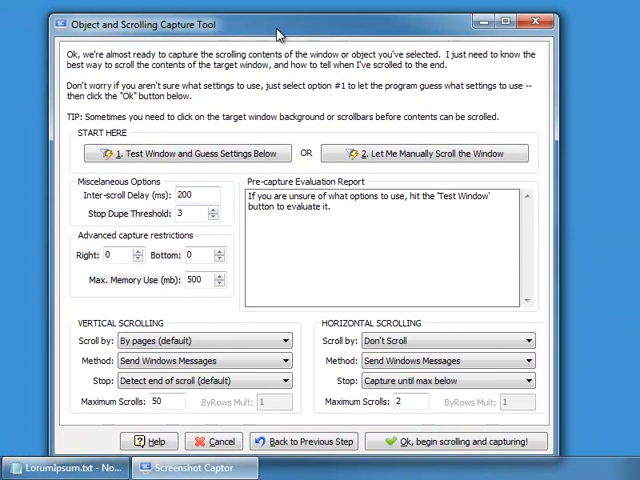 Object and Scrolling Capture Tool
Ok, we're almost ready to capture the scrolling contents of the window or object you've selected. I just need to know the
best way to scroll the contents of the target window, and how to tell when I've scrolled to the end.
Don't worry if you aren't sure what settings to use, just select option #1 to let the program guess what settings to use --
then click the "Ok" button below.
TIP: Sometimes you need to click on the target window background or scrollbars before contents can be scrolled.
START HERE
1. Test Window and Guess Settings Below OR 2. Let Me Manually Scroll the Window
Miscelaneous Options
Inter-scroll Delay (ms): 200
Stop Dupe Threshold: 3
Advanced capture restrictions
Right: 0 Bottom: 0
Max. Memory Use (mb): 500
Pre-capture Evaluation Report
If you are unsure of what options to use, hit the 'Test Window'
button to evaluate it.
VERTICAL SCROLLING
Scroll by: By pages (default)
Method: Send Windows Messages
Stop: Detect end of scroll (default)
Maximum Scrolls: 50 ByRows Mult: 1
HORIZONTAL SCROLLING
Scroll by: Don't Scroll
Method: Send Windows Messages
Stop: Capture until max below
Maximum Scrolls: 2 ByRows Mult: 1
Help Cancel Back to Previous Step Ok, begin scrolling and capturing!
LorumIpsum.txt - No... Screenshot Captor